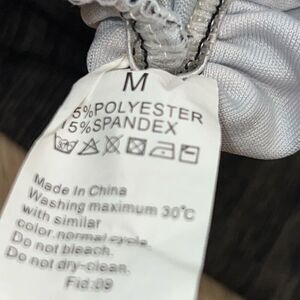 M
5%POLYESTER
5%SPANDEX
Made In China
Washing maximum 30°C
with similar
color.normal cycle.
Do not bleach.
Do not dry-clean.
Fid:09